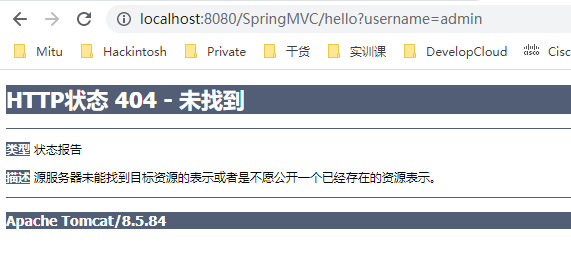 localhost:8080/SpringMVC/hello?username=admin
Mitu Hackintosh Private 干货 实训课 DevelopCloud cisco Cisc
HTTP状态 404 - 未找到
类型 状态报告
描述 源服务器未能找到目标资源的表示或者是不愿公开一个已经存在的资源表示。
Apache Tomcat/8.5.84